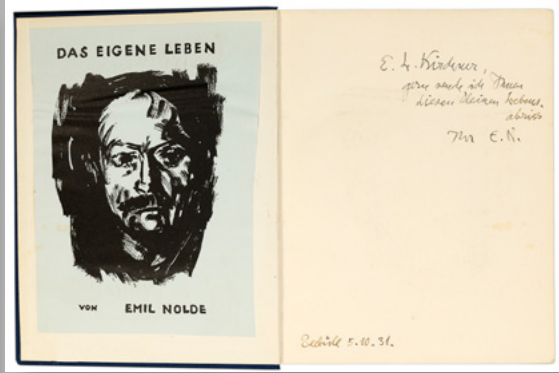 DAS EIGENE LEBEN
VON EMIL NOLDE
E. L. Kirchner,
gern sende ich Ihnen
diesen kleinen Lebens-
abriß
Ihr E. N.
Seebüll 5.10.31.